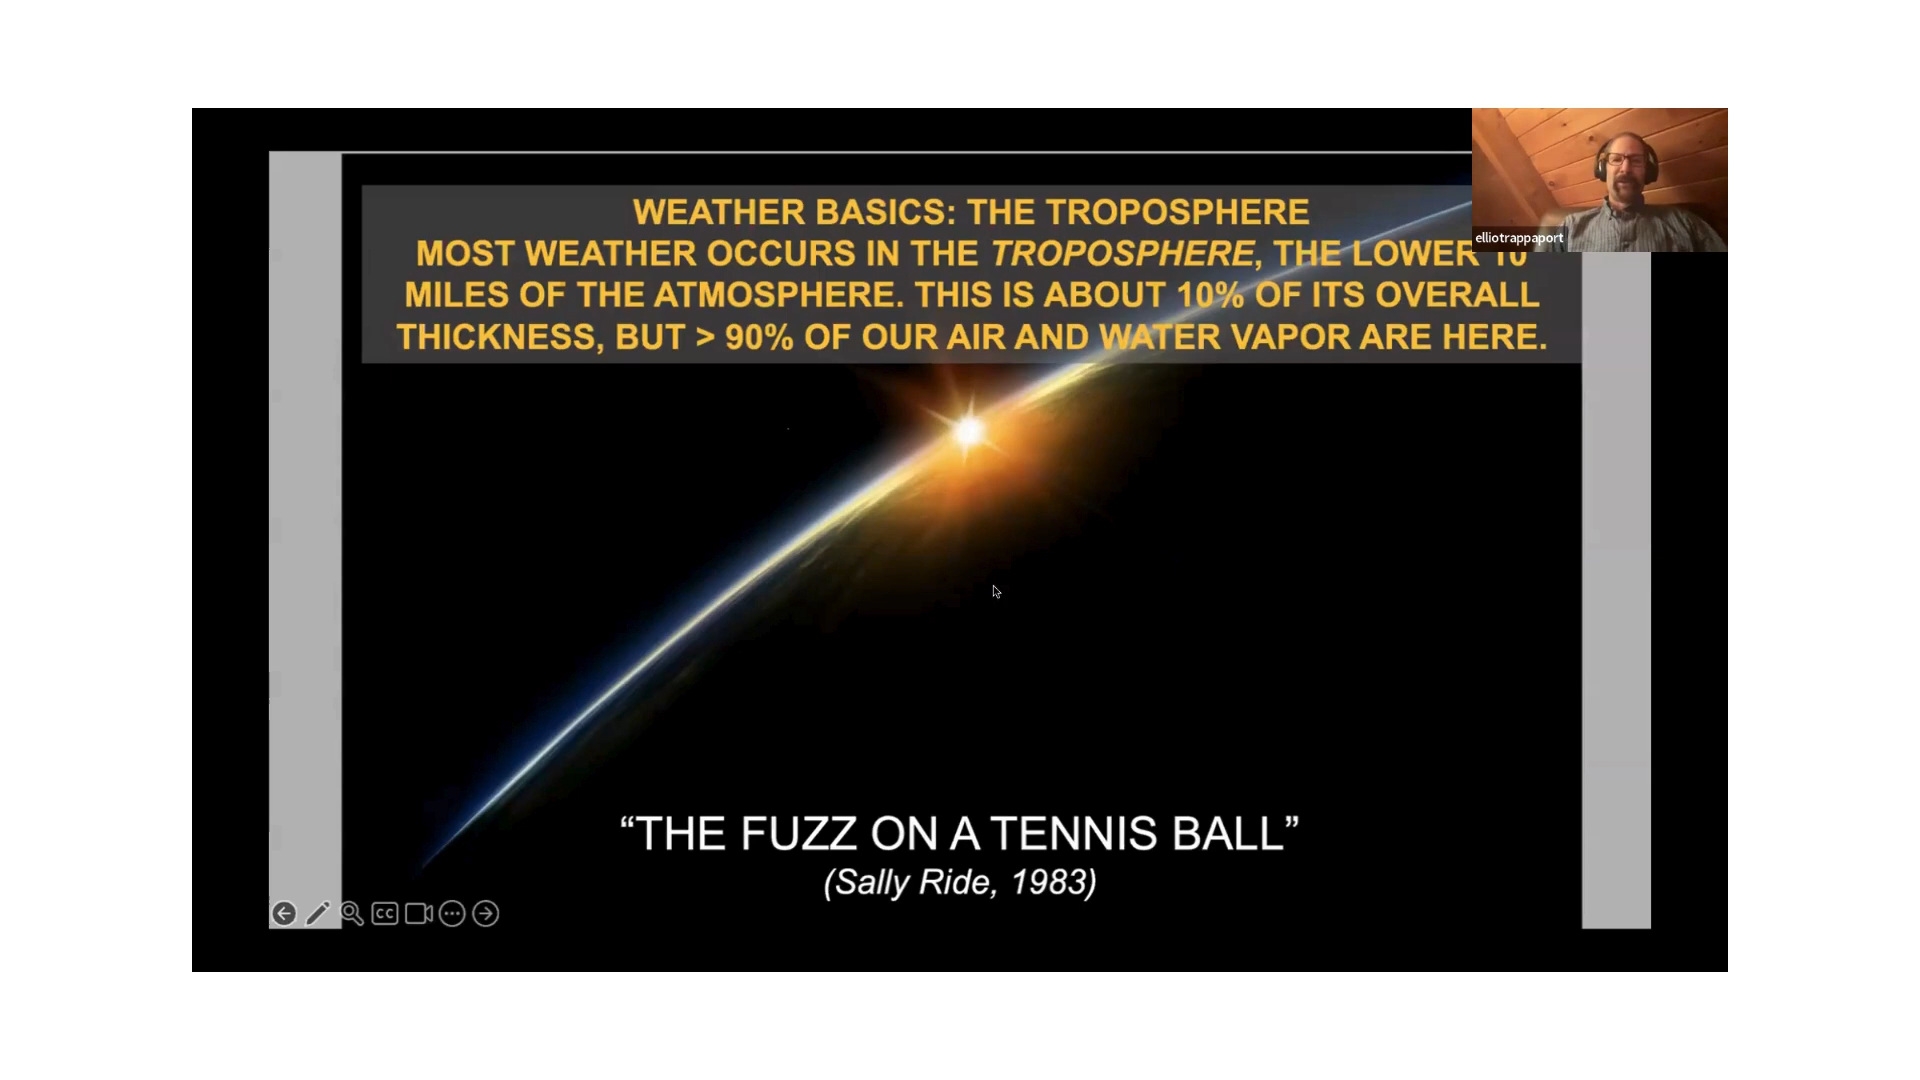 WEATHER BASICS: THE TROPOSPHERE
MOST WEATHER OCCURS IN THE TROPOSPHERE, THE LOWER 10
MILES OF THE ATMOSPHERE. THIS IS ABOUT 10% OF ITS OVERALL
THICKNESS, BUT > 90% OF OUR AIR AND WATER VAPOR ARE HERE.
elliotrappaport
“THE FUZZ ON A TENNIS BALL”
(Sally Ride, 1983)
CC